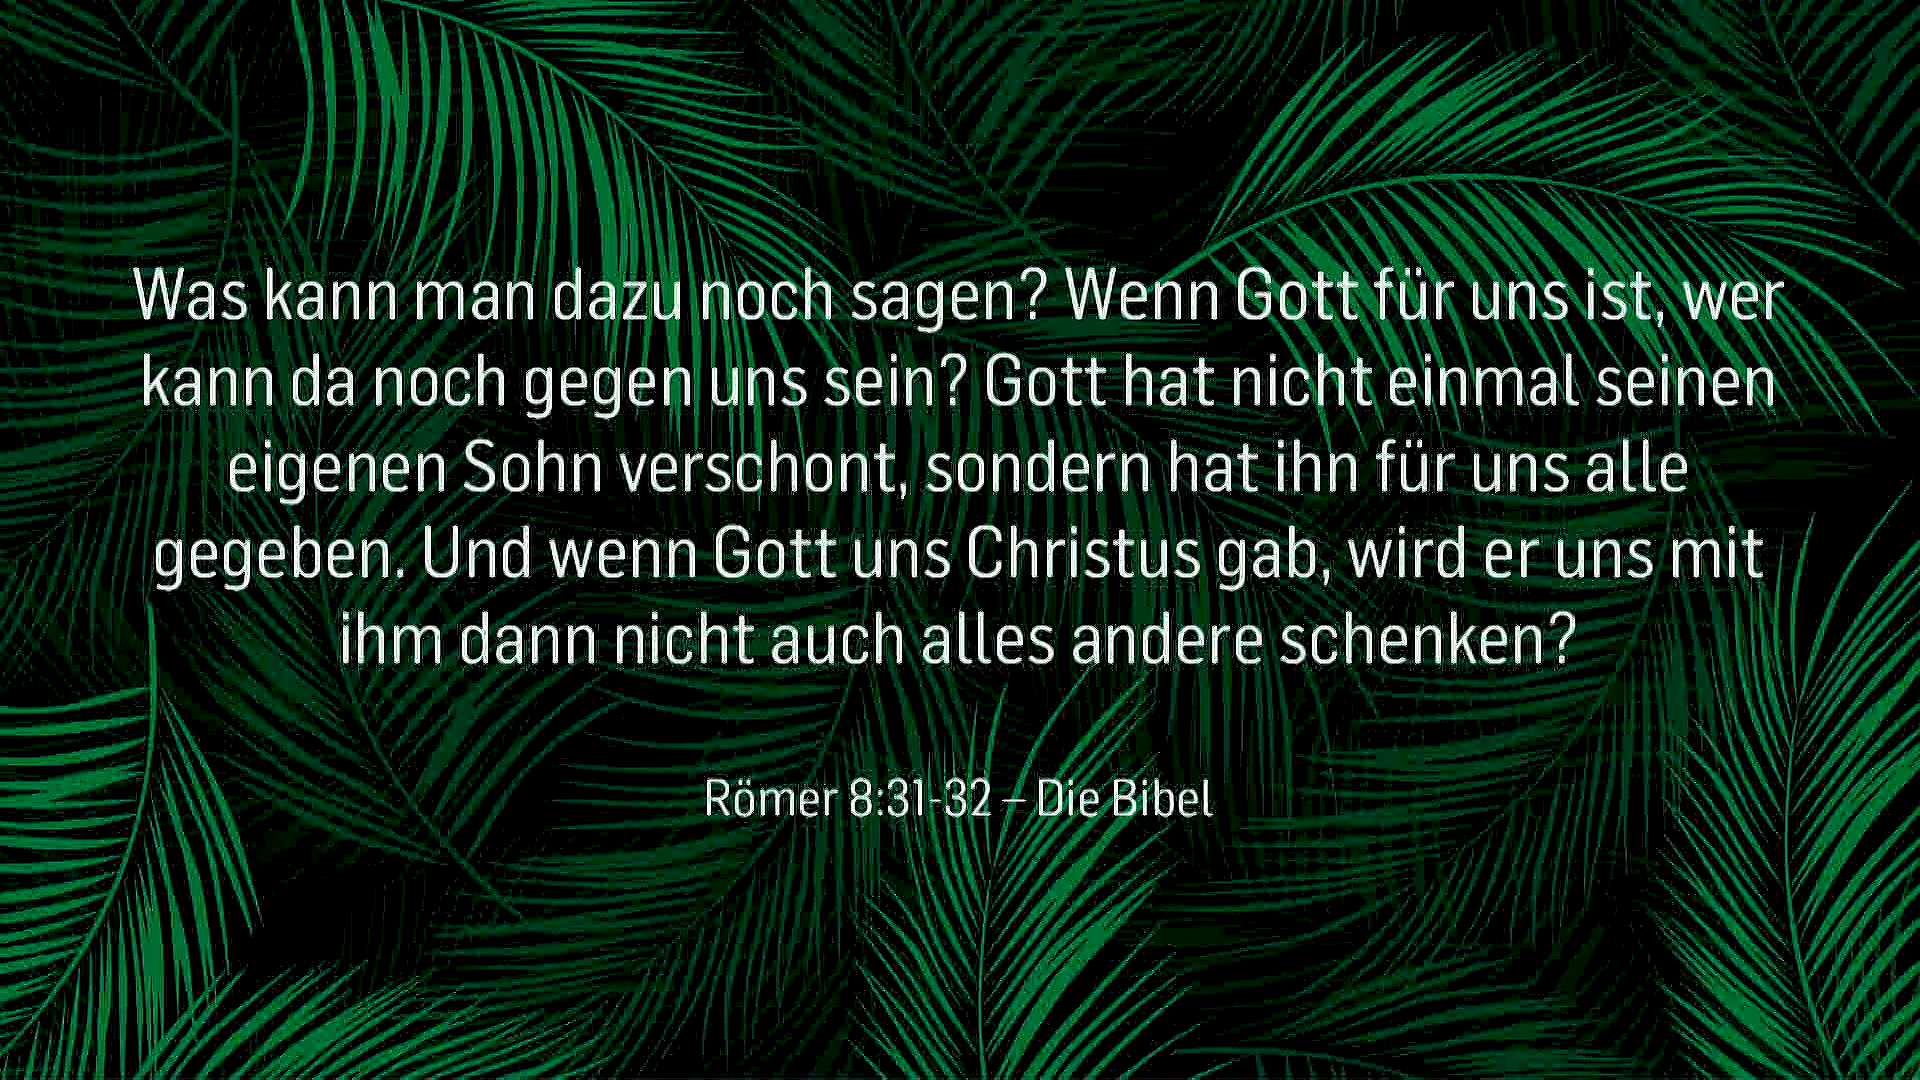 Was kann man dazu noch sagen? Wenn Gott für uns ist, wer
kann da noch gegen uns sein? Gott hat nicht einmal seinen
eigenen Sohn verschont, sondern hat ihn für uns alle
gegeben. Und wenn Gott uns Christus gab, wird er uns mit
ihm dann nicht auch alles andere schenken?
Römer 8:31-32 – Die Bibel